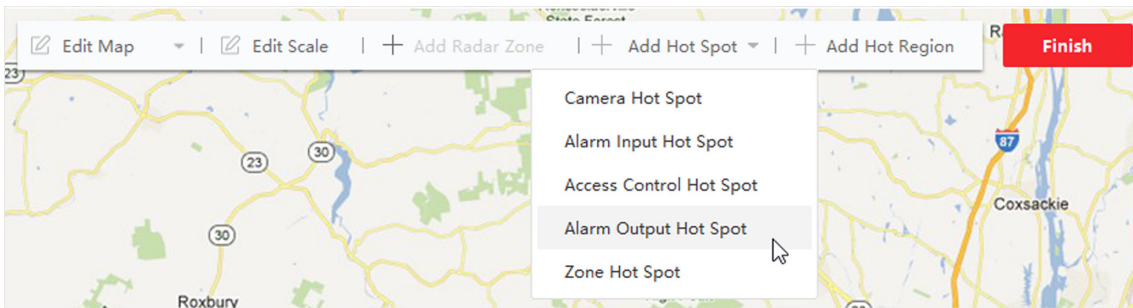 State Forest
Edit Map
Edit Scale
Add Radar Zone
Add Hot Spot
Add Hot Region
Finish
23
Camera Hot Spot
Alarm Input Hot Spot
30
23
87
Access Control Hot Spot
Coxsackie
Alarm Output Hot Spot
30
Zone Hot Spot
Roxbury